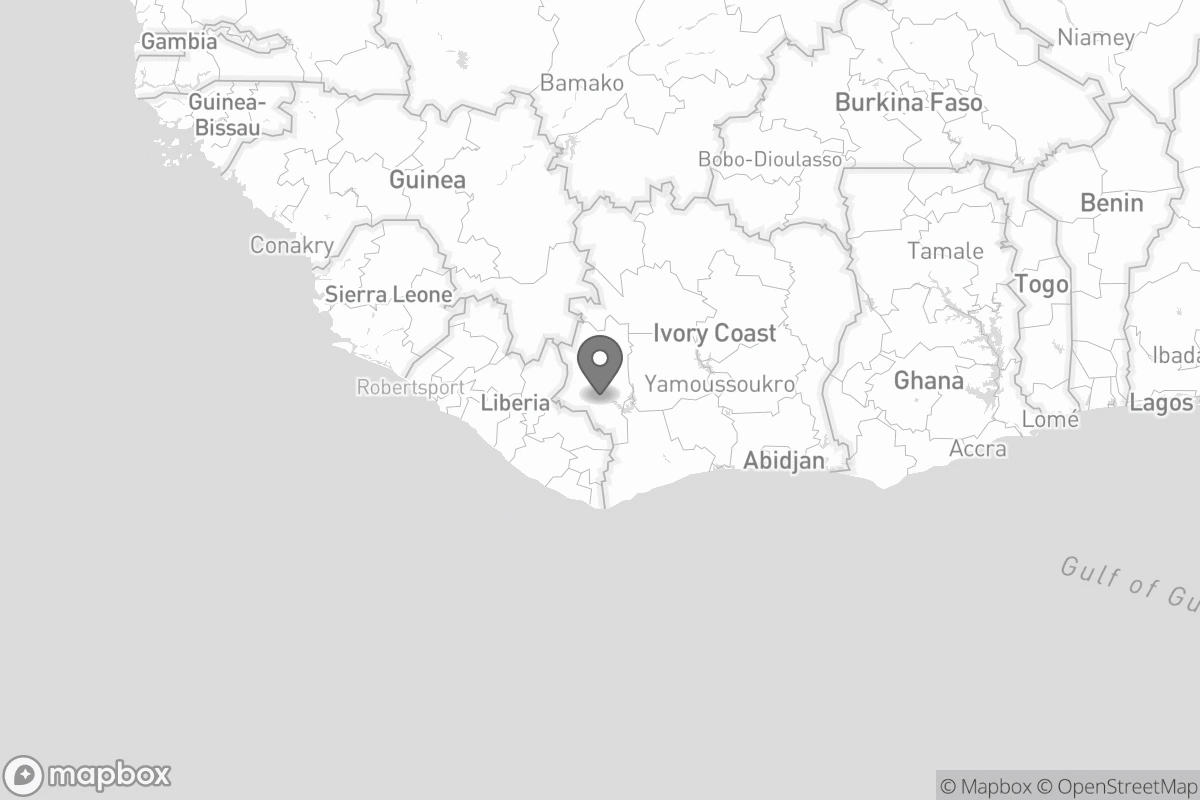 Niamey
Gambia
Bamako
Guinea-
Bissau
Burkina Faso
Bobo-Dioulasso
Guinea
Benin
Conakry
Tamale
Togo
Sierra Leone
Ivory Coast
Ibada
Robertsport
Yamoussoukro
Ghana
Liberia
Lagos
Lomé
Abidjan
Accra
Gulf of Gu
mapbox
© Mapbox © OpenStreetMap